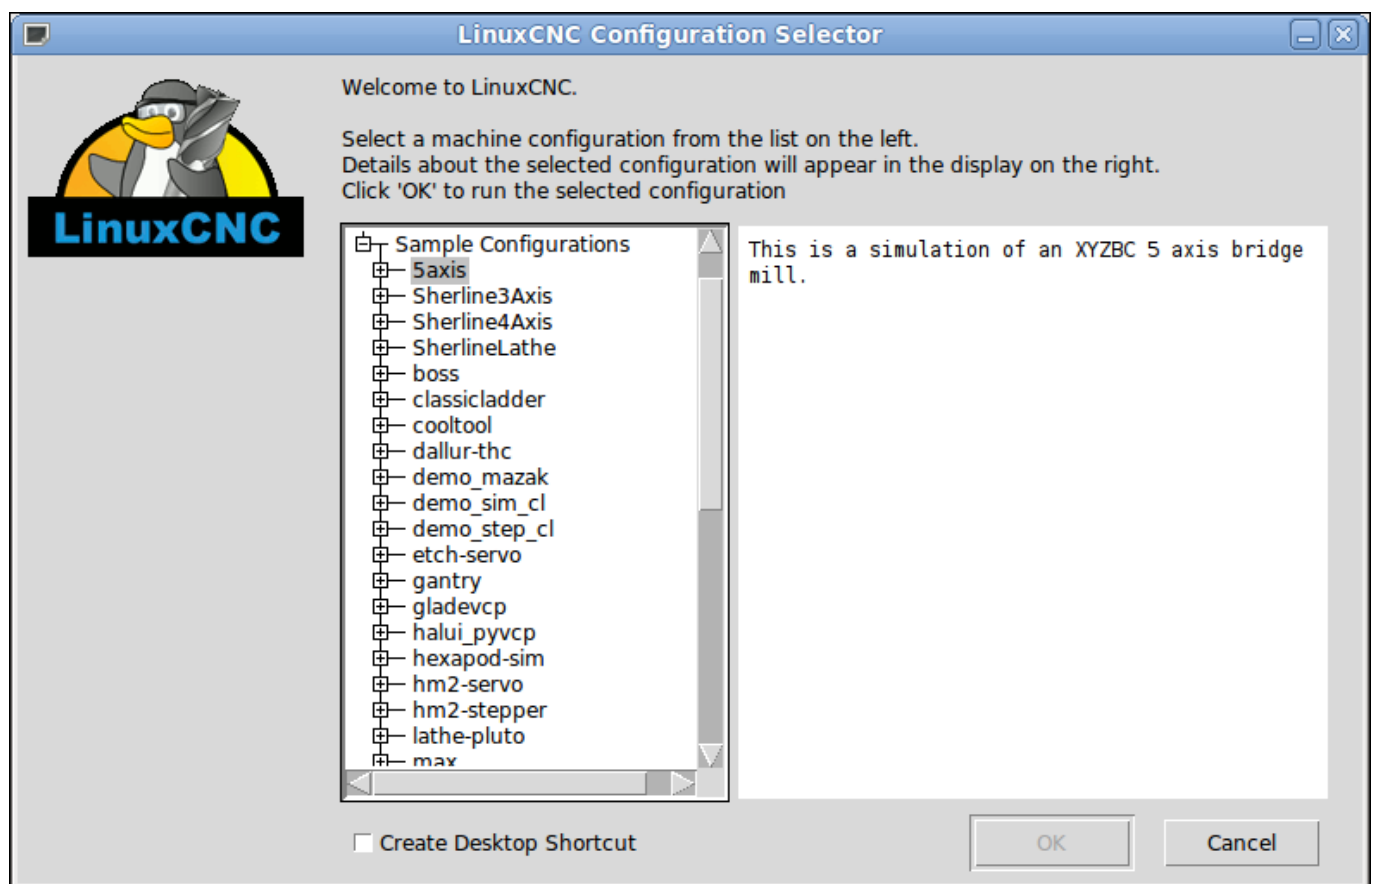 LinuxCNC Configuration Selector
LinuxCNC
Welcome to LinuxCNC.
Select a machine configuration from the list on the left.
Details about the selected configuration will appear in the display on the right.
Click 'OK' to run the selected configuration
Sample Configurations
5axis
Sherline3Axis
Sherline4Axis
SherlineLathe
boss
classicladder
cooltool
dallur-thc
demo_mazak
demo_sim_cl
demo_step_cl
etch-servo
gantry
gladevcp
halui_pyvcp
hexapod-sim
hm2-servo
hm2-stepper
lathe-pluto
max
This is a simulation of an XYZBC 5 axis bridge
mill.
Create Desktop Shortcut
OK
Cancel